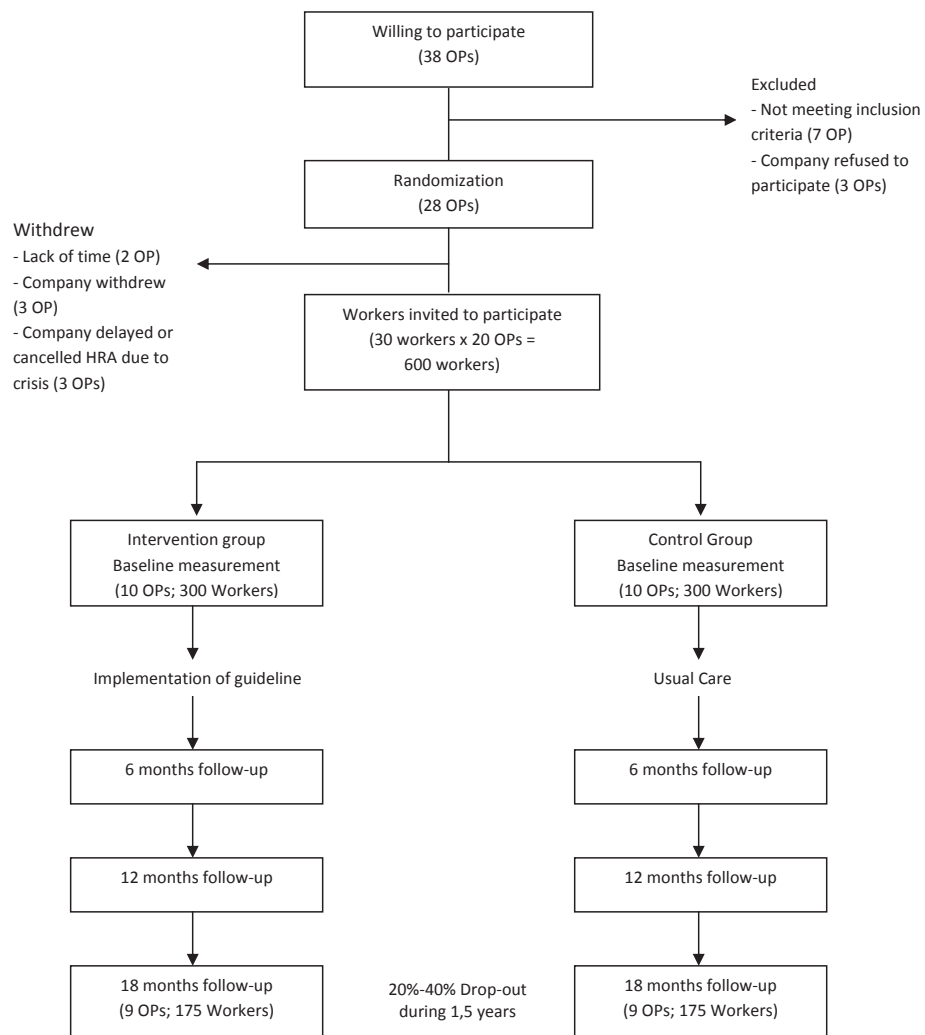 Willing to participate
(38 OPs)
Excluded
- Not meeting inclusion
criteria (7 OP)
- Company refused to
participate (3 OPs)
Randomization
(28 OPs)
Withdrew
- Lack of time (2 OP)
- Company withdrew
(3 OP)
- Company delayed or
cancelled HRA due to
crisis (3 OPs)
Workers invited to participate
(30 workers x 20 OPs =
600 workers)
Intervention group
Baseline measurement
(10 OPs; 300 Workers)
Control Group
Baseline measurement
(10 OPs; 300 Workers)
Implementation of guideline
Usual Care
6 months follow-up
6 months follow-up
12 months follow-up
12 months follow-up
18 months follow-up
(9 OPs; 175 Workers)
20%-40% Drop-out
during 1,5 years
18 months follow-up
(9 OPs; 175 Workers)